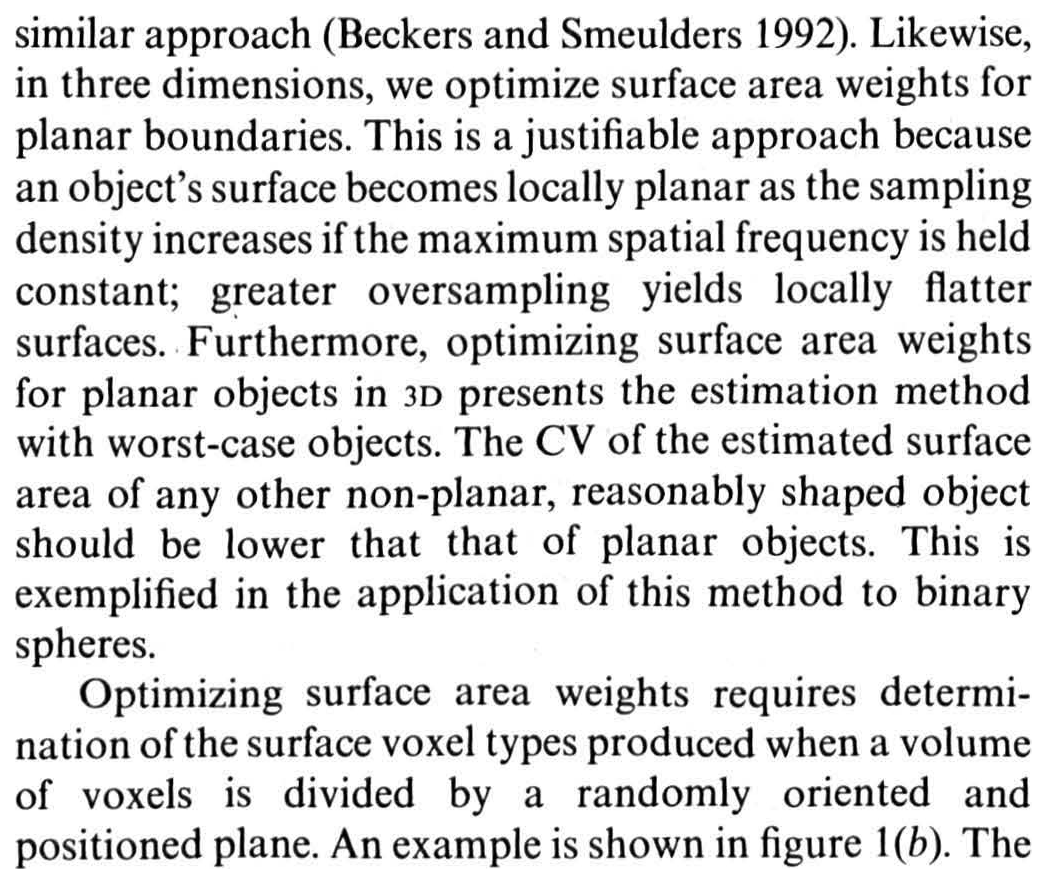 similar approach (Beckers and Smeulders 1992). Likewise,
in three dimensions, we optimize surface area weights for
planar boundaries. This is a justifiable approach because
an object's surface becomes locally planar as the sampling
density increases if the maximum spatial frequency is held
constant; greater oversampling yields locally flatter
surfaces. Furthermore, optimizing surface area weights
for planar objects in 3D presents the estimation method
with worst-case objects. The CV of the estimated surface
area of any other non-planar, reasonably shaped object
should be lower that that of planar objects. This is
exemplified in the application of this method to binary
spheres.
Optimizing surface area weights requires determi-
nation of the surface voxel types produced when a volume
of voxels is divided by a randomly oriented and
positioned plane. An example is shown in figure 1(b). The